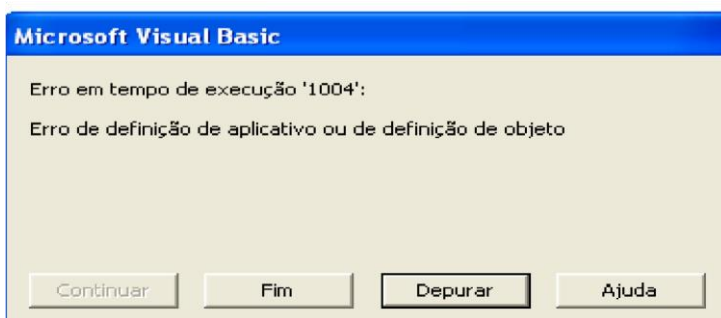 Microsoft Visual Basic
Erro em tempo de execução '1004':
Erro de definição de aplicativo ou de definição de objeto
Continuar Fim Depurar Ajuda